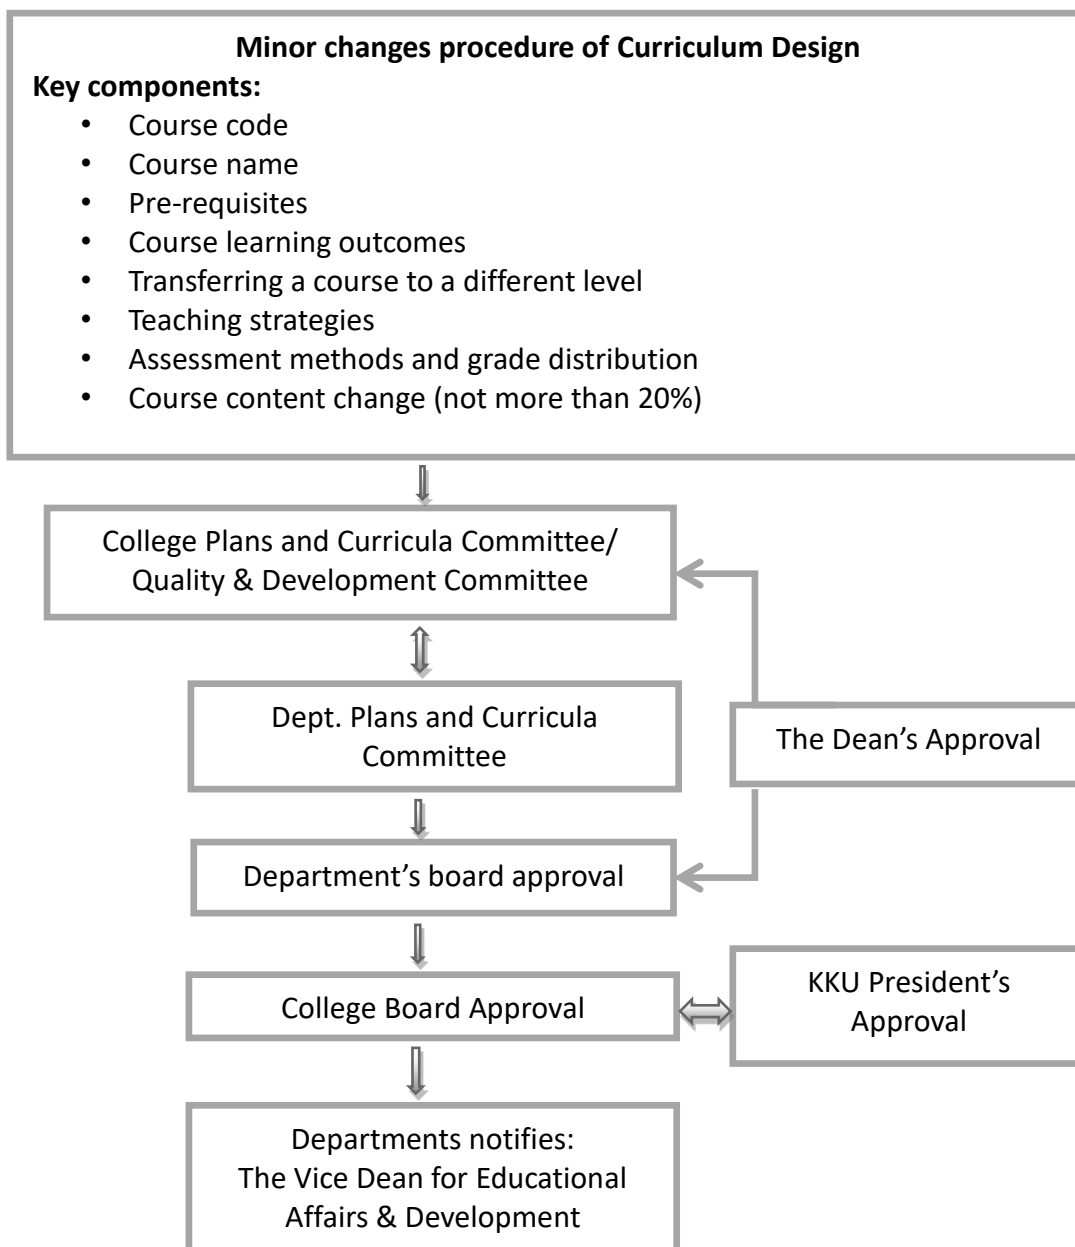 Minor changes procedure of Curriculum Design
Key components:
• Course code
• Course name
• Pre-requisites
• Course learning outcomes
• Transferring a course to a different level
• Teaching strategies
• Assessment methods and grade distribution
• Course content change (not more than 20%)
College Plans and Curricula Committee/
Quality & Development Committee
Dept. Plans and Curricula
Committee
The Dean’s Approval
Department’s board approval
College Board Approval
KKU President’s
Approval
Departments notifies:
The Vice Dean for Educational
Affairs & Development